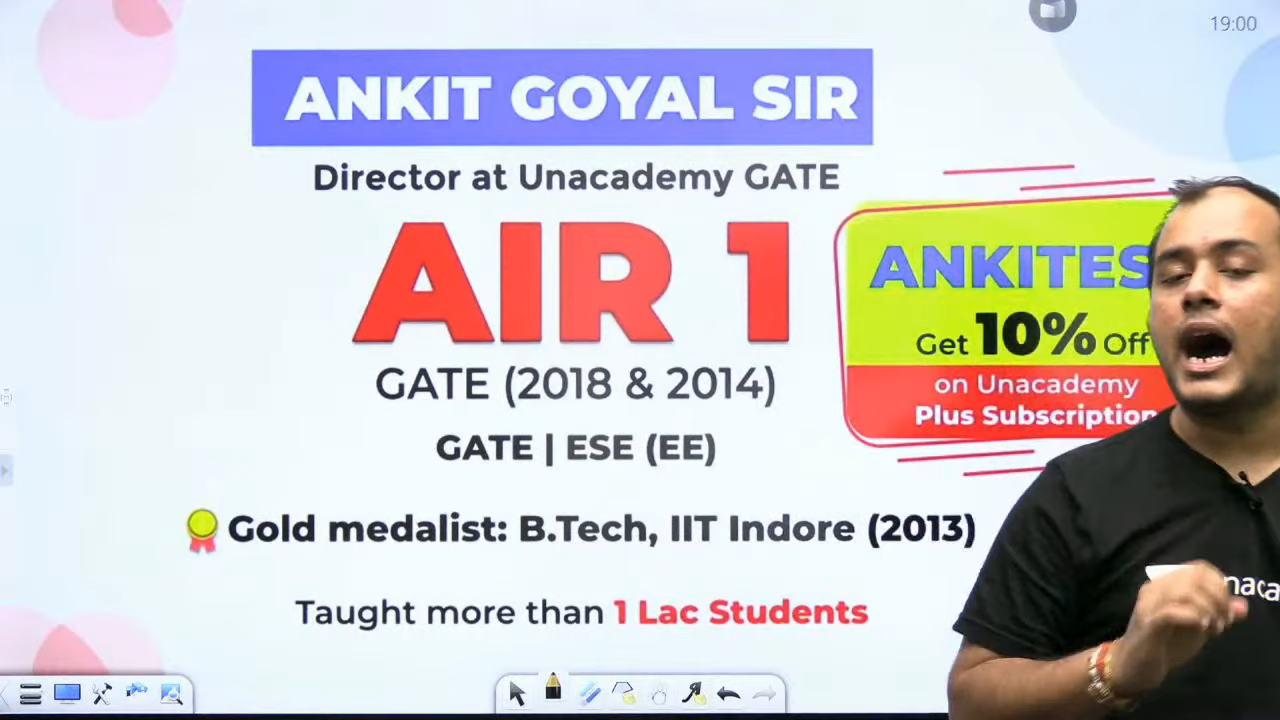 19:00
ANKIT GOYAL SIR
Director at Unacademy GATE
AIR 1
GATE (2018 & 2014)
GATE | ESE (EE)
Gold medalist: B.Tech, IIT Indore (2013)
Taught more than 1 Lac Students
ANKITES
Get 10% Off
on Unacademy
Plus Subscription
naca